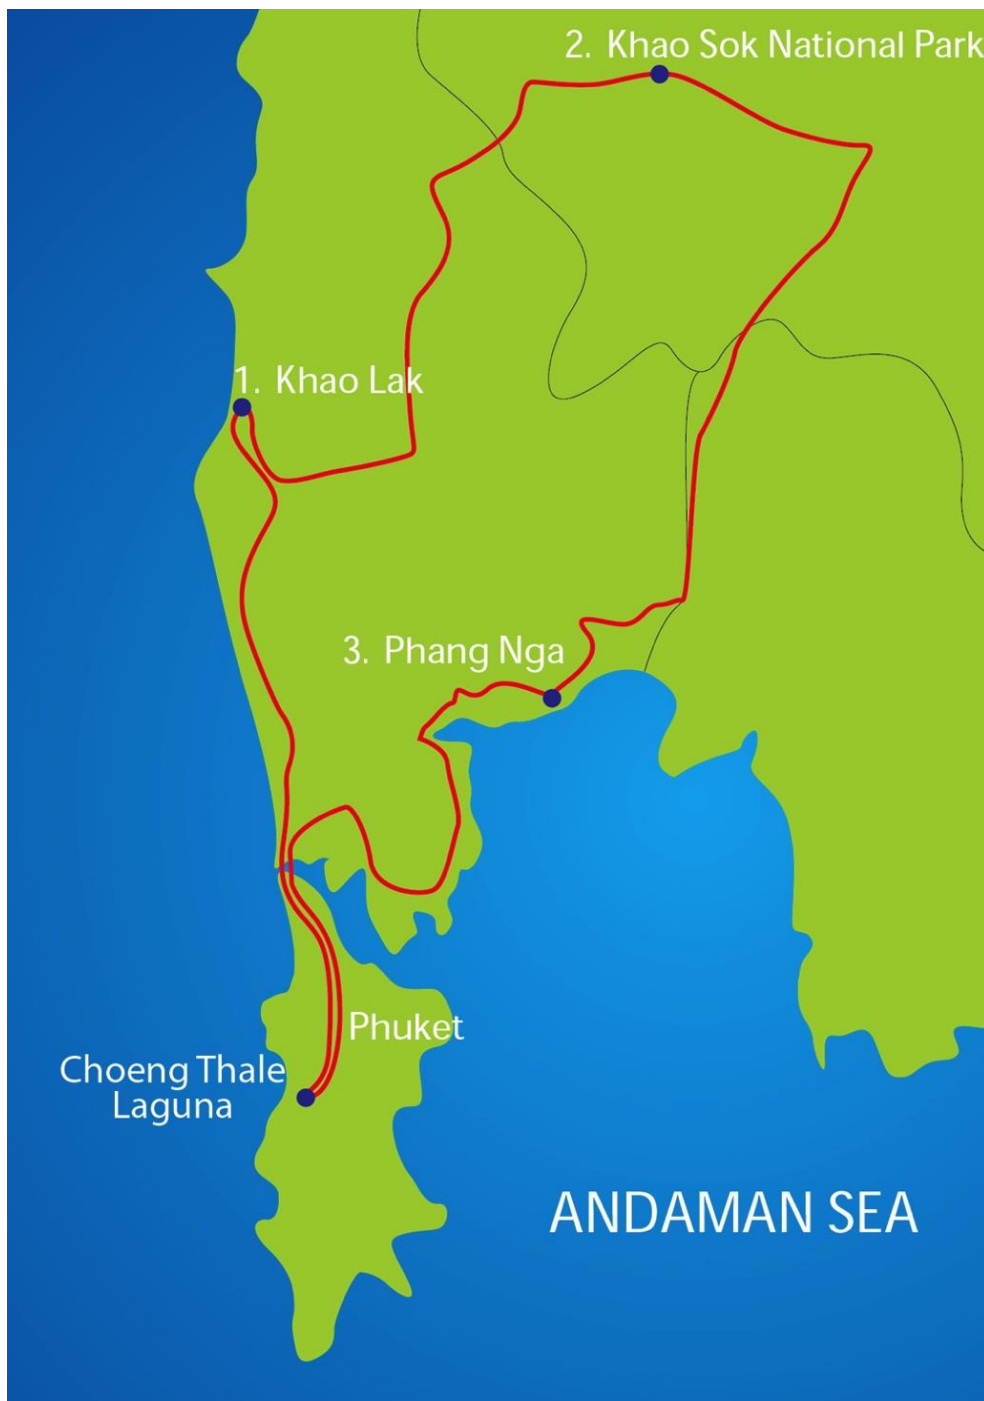 2. Khao Sok National Park
1. Khao Lak
3. Phang Nga
Phuket
Choeng Thale
Laguna
ANDAMAN SEA